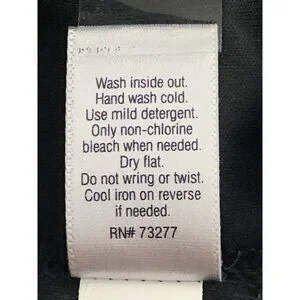 Wash inside out.
Hand wash cold.
Use mild detergent.
Only non-chlorine
bleach when needed.
Dry flat.
Do not wring or twist.
Cool iron on reverse
if needed.
RN# 73277